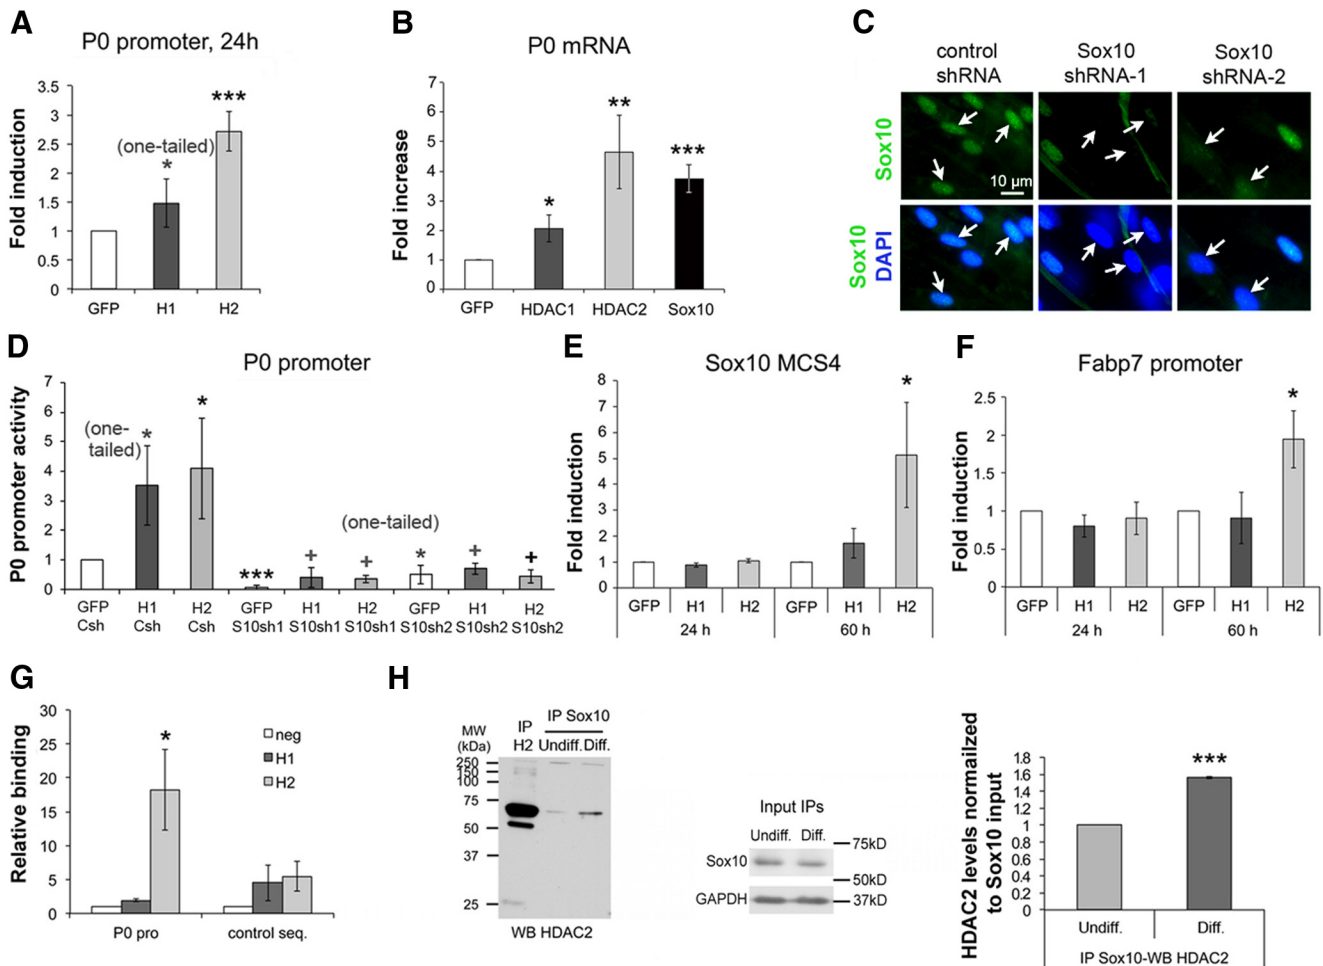 A
P0 promoter, 24h
Fold induction
3.5
3
2.5
2
1.5
1
0.5
0
(one-tailed)
*
***
GFP H1 H2
B
P0 mRNA
Fold increase
7
6
5
4
3
2
1
0
*
**
***
GFP HDAC1 HDAC2 Sox10
C
control shRNA
Sox10 shRNA-1
Sox10 shRNA-2
Sox10
10 µm
Sox10
DAPI
D
P0 promoter
P0 promoter activity
7
6
5
4
3
2
1
0
(one-
tailed)
*
*
(one-tailed)
***
+
+
*
+
+
GFP H1 H2 GFP H1 H2 GFP H1 H2
Csh Csh Csh S10sh1 S10sh1 S10sh1 S10sh2 S10sh2 S10sh2
E
Sox10 MCS4
Fold induction
8
7
6
5
4
3
2
1
0
*
GFP H1 H2 GFP H1 H2
24 h 60 h
F
Fabp7 promoter
Fold induction
2.5
2
1.5
1
0.5
0
*
GFP H1 H2 GFP H1 H2
24 h 60 h
G
Relative binding
30
25
20
15
10
5
0
*
neg
H1
H2
P0 pro control seq.
H
MW
(kDa)
IP
H2
IP Sox10
Undiff. Diff.
250
150
100
75
50
37
25
WB HDAC2
Input IPs
Undiff. Diff.
Sox10
GAPDH
75kD
50kD
37kD
HDAC2 levels normailzed
to Sox10 input
1.8
1.6
1.4
1.2
1
0.8
0.6
0.4
0.2
0
***
Undiff. Diff.
IP Sox10-WB HDAC2